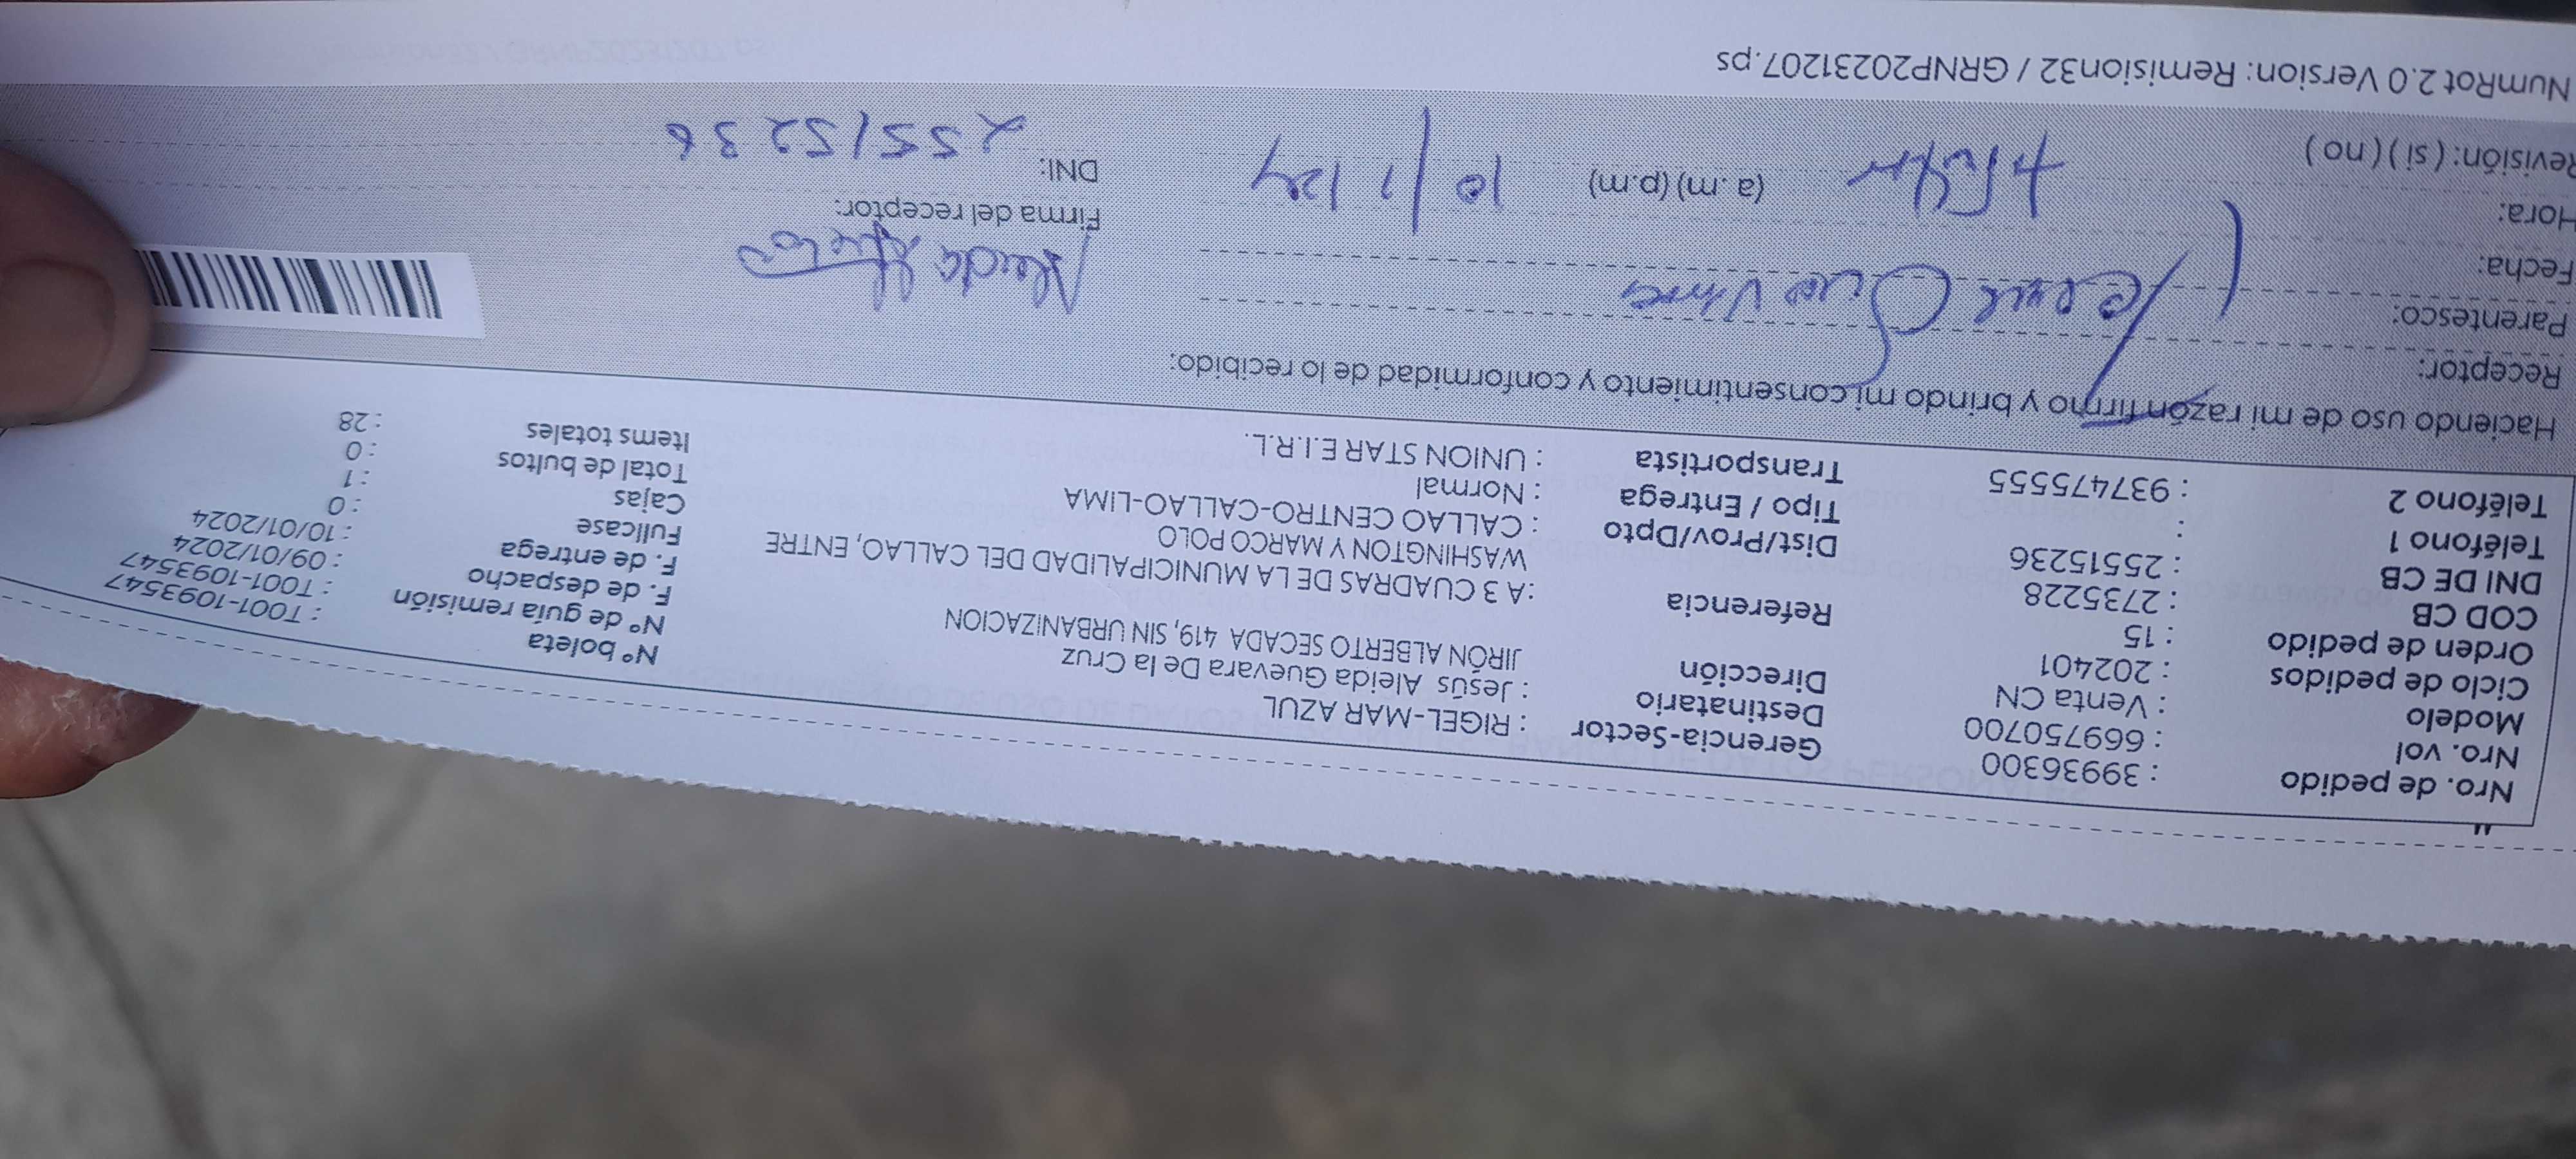 Nro. de pedido : 39936300
Nro. vol : 669750700
Modelo : Venta CN
Ciclo de pedidos : 202401
Orden de pedido : 15
COD CB : 2735228
DNI DE CB : 25515236
Teléfono 1 :
Teléfono 2 : 937475555
Gerencia-Sector : RIGEL-MAR AZUL
Destinatario : Jesús Aleida Guevara De la Cruz
Dirección JIRÓN ALBERTO SECADA 419, SIN URBANIZACION
Referencia : A 3 CUADRAS DE LA MUNICIPALIDAD DEL CALLAO, ENTRE
WASHINGTON Y MARCO POLO
Dist/Prov/Dpto : CALLAO CENTRO-CALLAO-LIMA
Tipo / Entrega : Normal
Transportista : UNION STAR E.I.R.L.
N° boleta : T001-1093547
N° de guía remisión : T001-1093547
F. de despacho : 09/01/2024
F. de entrega : 10/01/2024
Fullcase : 0
Cajas : 1
Total de bultos : 0
Items totales : 28
Haciendo uso de mi razón firmo y brindo mi consentimiento y conformidad de lo recibido:
Receptor:
Parentesco:
Fecha:
Hora: (a.m) (p.m) 10/1/24
Revisión: (si) (no)
Firma del receptor:
DNI: 25515236
NumRot 2.0 Version: Remision32 / GRNP20231207.ps